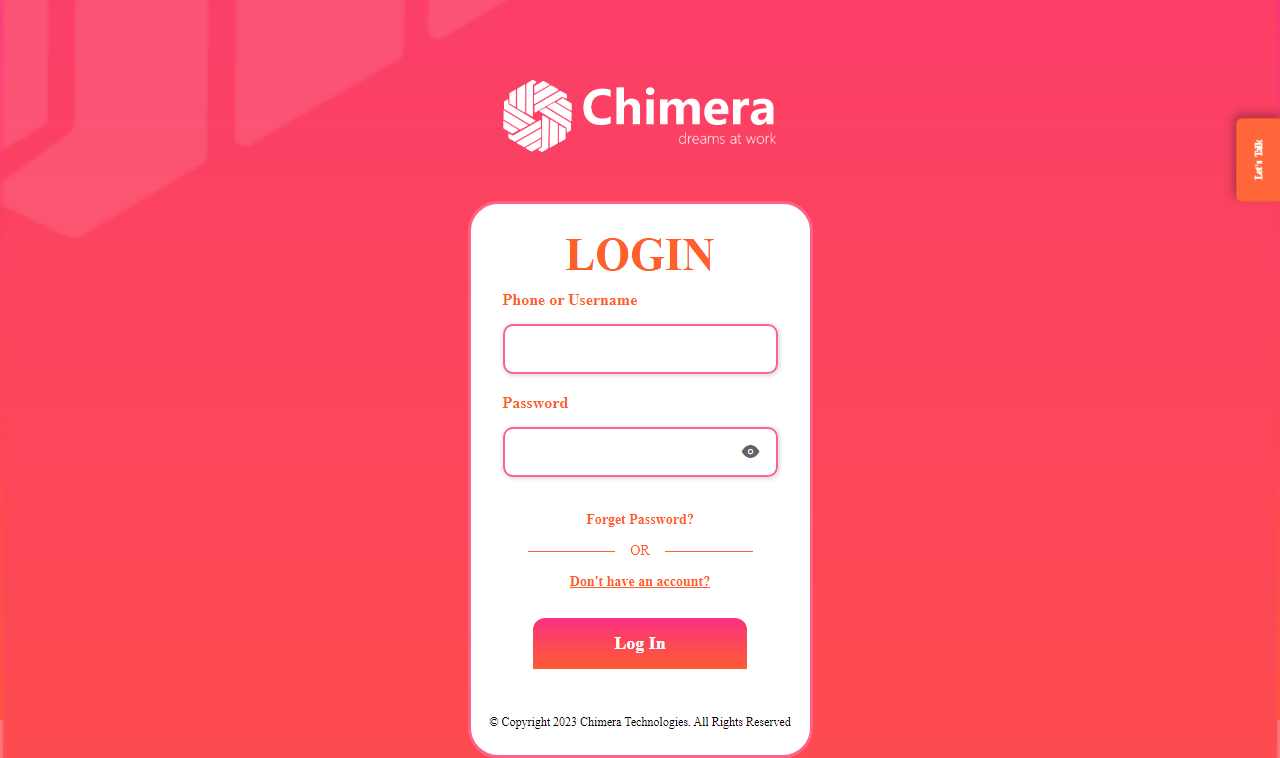 Chimera
dreams at work
Let's Talk
LOGIN
Phone or Username
Password
Forget Password?
OR
Don't have an account?
Log In
© Copyright 2023 Chimera Technologies. All Rights Reserved